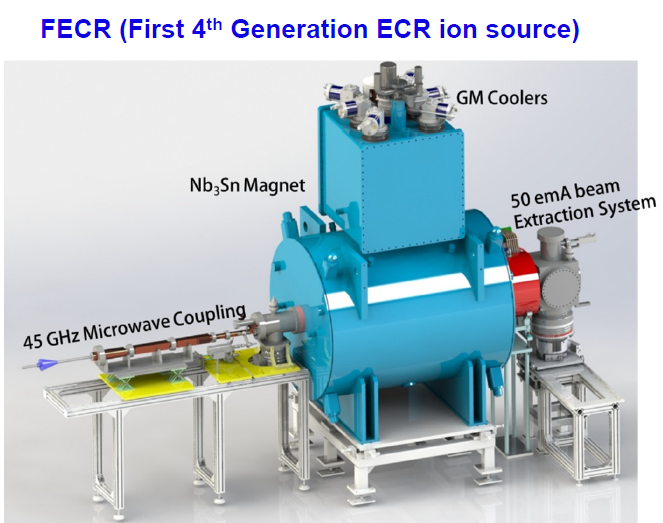 FECR (First 4th Generation ECR ion source)
GM Coolers
Nb₃Sn Magnet
50 emA beam
Extraction System
45 GHz Microwave Coupling